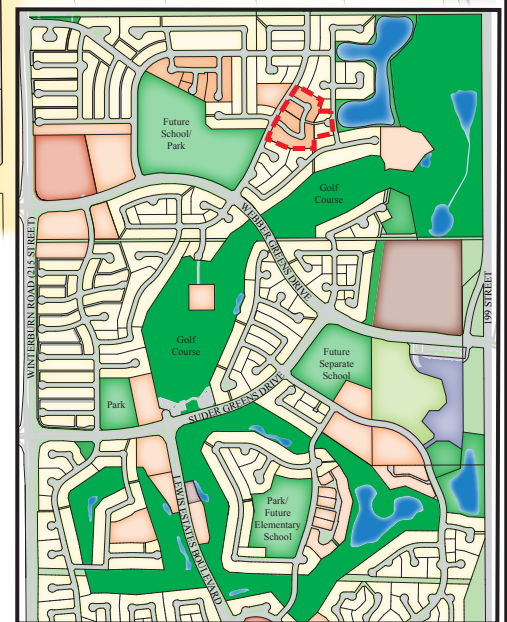 Future
School/
Park
Golf
Course
WEBBER GREENS DRIVE
WINTERBURN ROAD (215 STREET)
199 STREET
Golf
Course
Future
Separate
School
Park
SUDER GREENS DRIVE
LEWIS ESTATES BOULEVARD
Park/
Future
Elementary
School